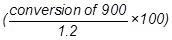 (conversion of 900/1.2 ×100)